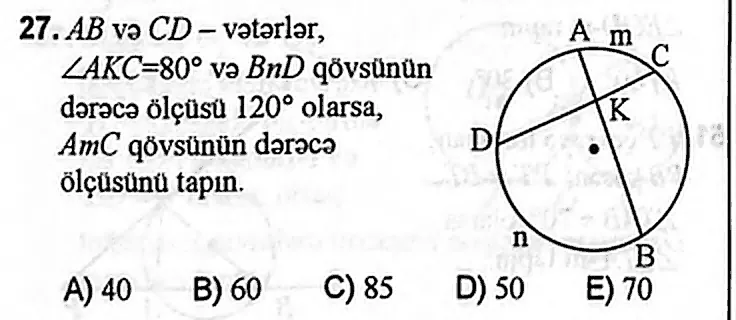 27. AB və CD – vətərlər,
∠AKC=80° və BnD qövsünün
dərəcə ölçüsü 120° olarsa,
AmC qövsünün dərəcə
ölçüsünü tapın.
A m C
K
D
n
B
A) 40 B) 60 C) 85 D) 50 E) 70